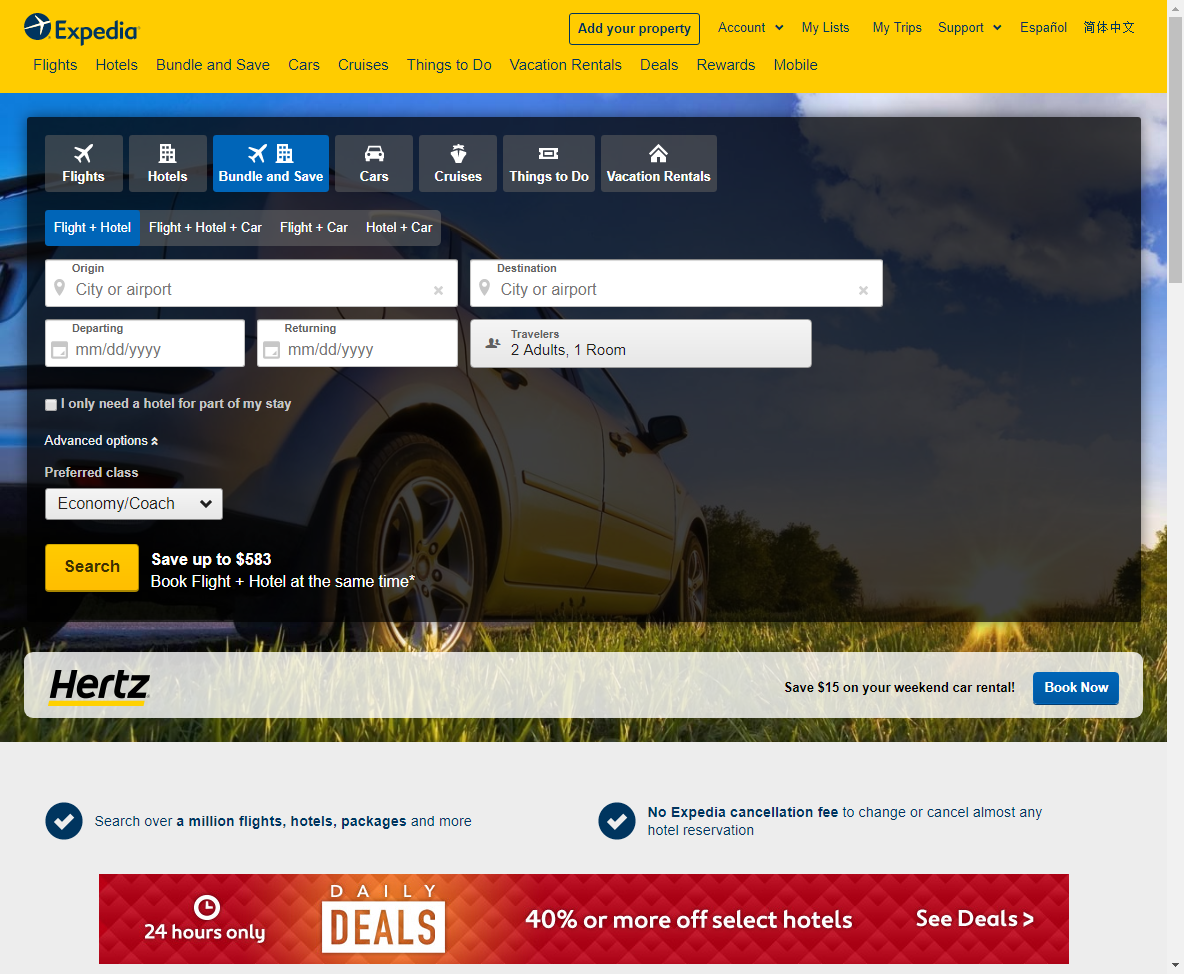 Expedia
Add your property
Account
My Lists
My Trips
Support
Español
简体中文
Flights
Hotels
Bundle and Save
Cars
Cruises
Things to Do
Vacation Rentals
Deals
Rewards
Mobile
Flights
Hotels
Bundle and Save
Cars
Cruises
Things to Do
Vacation Rentals
Flight + Hotel
Flight + Hotel + Car
Flight + Car
Hotel + Car
Origin
City or airport
Destination
City or airport
Departing
mm/dd/yyyy
Returning
mm/dd/yyyy
Travelers
2 Adults, 1 Room
I only need a hotel for part of my stay
Advanced options
Preferred class
Economy/Coach
Search
Save up to $583
Book Flight + Hotel at the same time*
Hertz
Save $15 on your weekend car rental!
Book Now
Search over a million flights, hotels, packages and more
No Expedia cancellation fee to change or cancel almost any
hotel reservation
24 hours only
DAILY
DEALS
40% or more off select hotels
See Deals >